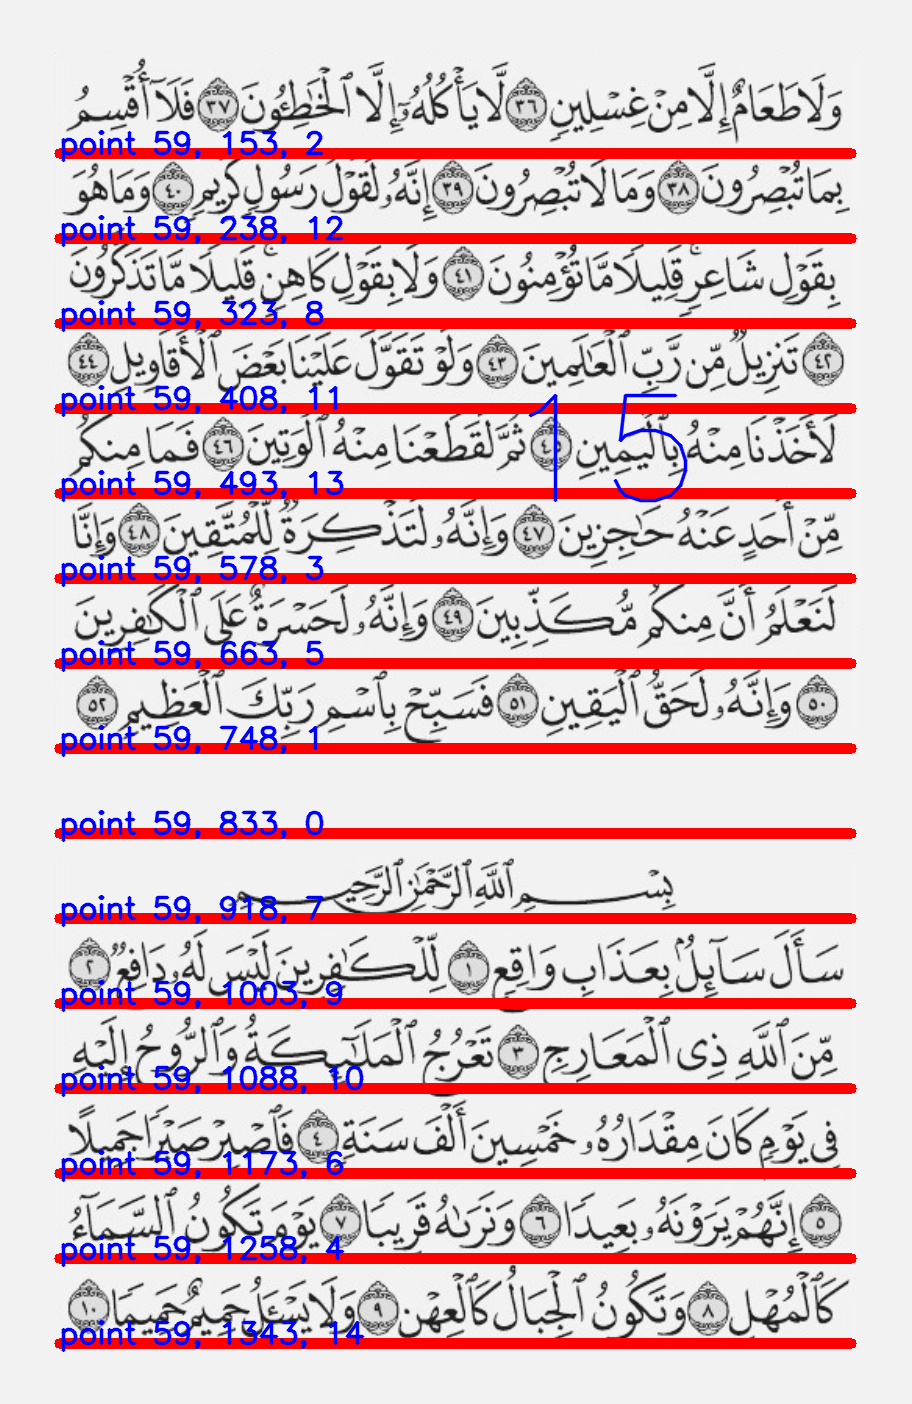 وَلَا طَعَامٌ إِلَّا مِنْ غِسْلِينٍ ٣٦ لَّا يَأْكُلُهُۥٓ إِلَّا ٱلْخَٰطِـُٔونَ ٣٧ فَلَآ أُقْسِمُ
point 59, 153, 2
بِمَا تُبْصِرُونَ ٣٨ وَمَا لَا تُبْصِرُونَ ٣٩ إِنَّهُۥ لَقَوْلُ رَسُولٍ كَرِيمٍ ٤٠ وَمَا هُوَ
point 59, 238, 12
بِقَوْلِ شَاعِرٍ ۚ قَلِيلًا مَّا تُؤْمِنُونَ ٤١ وَلَا بِقَوْلِ كَاهِنٍ ۚ قَلِيلًا مَّا تَذَكَّرُونَ
point 59, 323, 8
٤٢ تَنزِيلٌ مِّن رَّبِّ ٱلْعَٰلَمِينَ ٤٣ وَلَوْ تَقَوَّلَ عَلَيْنَا بَعْضَ ٱلْأَقَاوِيلِ ٤٤
point 59, 408, 11
15
لَأَخَذْنَا مِنْهُ بِٱلْيَمِينِ ٤٥ ثُمَّ لَقَطَعْنَا مِنْهُ ٱلْوَتِينَ ٤٦ فَمَا مِنكُم
point 59, 493, 13
مِّنْ أَحَدٍ عَنْهُ حَٰجِزِينَ ٤٧ وَإِنَّهُۥ لَتَذْكِرَةٌ لِّلْمُتَّقِينَ ٤٨ وَإِنَّا
point 59, 578, 3
لَنَعْلَمُ أَنَّ مِنكُم مُّكَذِّبِينَ ٤٩ وَإِنَّهُۥ لَحَسْرَةٌ عَلَى ٱلْكَٰفِرِينَ
point 59, 663, 5
٥٠ وَإِنَّهُۥ لَحَقُّ ٱلْيَقِينِ ٥١ فَسَبِّحْ بِٱسْمِ رَبِّكَ ٱلْعَظِيمِ ٥٢
point 59, 748, 1
point 59, 833, 0
بِسْمِ ٱللَّهِ ٱلرَّحْمَٰنِ ٱلرَّحِيمِ
point 59, 918, 7
سَأَلَ سَآئِلٌۢ بِعَذَابٍ وَاقِعٍ ١ لِّلْكَٰفِرِينَ لَيْسَ لَهُۥ دَافِعٌ ٢
point 59, 1003, 9
مِّنَ ٱللَّهِ ذِى ٱلْمَعَارِجِ ٣ تَعْرُجُ ٱلْمَلَٰٓئِكَةُ وَٱلرُّوحُ إِلَيْهِ
point 59, 1088, 10
فِى يَوْمٍ كَانَ مِقْدَارُهُۥ خَمْسِينَ أَلْفَ سَنَةٍ ٤ فَٱصْبِرْ صَبْرًا جَمِيلًا
point 59, 1173, 6
٥ إِنَّهُمْ يَرَوْنَهُۥ بَعِيدًا ٦ وَنَرَىٰهُ قَرِيبًا ٧ يَوْمَ تَكُونُ ٱلسَّمَآءُ
point 59, 1258, 4
كَٱلْمُهْلِ ٨ وَتَكُونُ ٱلْجِبَالُ كَٱلْعِهْنِ ٩ وَلَا يَسْـَٔلُ حَمِيمٌ حَمِيمًا ١٠
point 59, 1343, 14